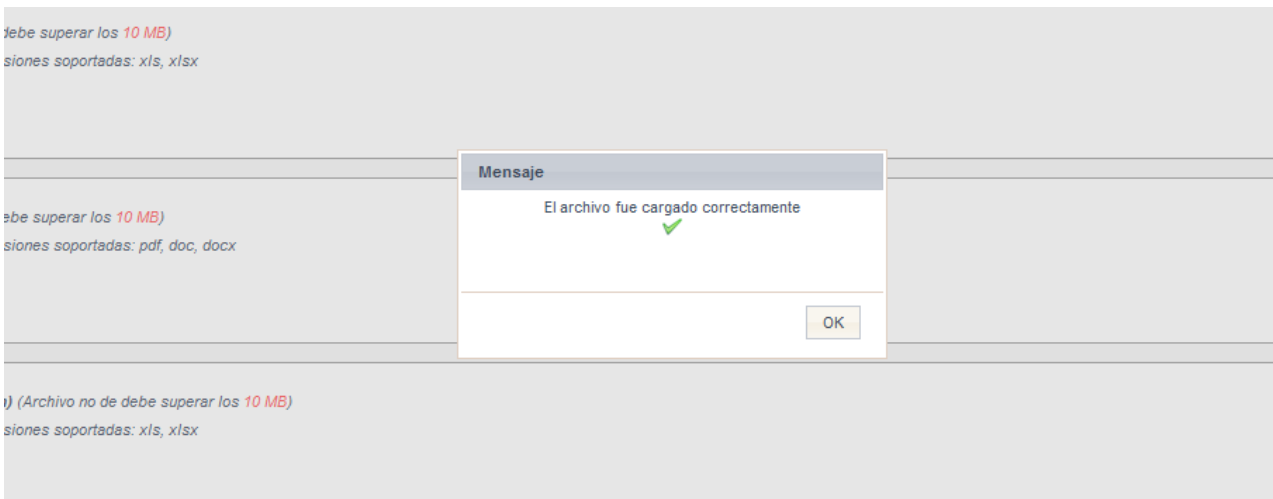 debe superar los 10 MB)
siones soportadas: xls, xlsx
Mensaje
El archivo fue cargado correctamente
ebe superar los 10 MB)
siones soportadas: pdf, doc, docx
OK
) (Archivo no de debe superar los 10 MB)
siones soportadas: xls, xlsx